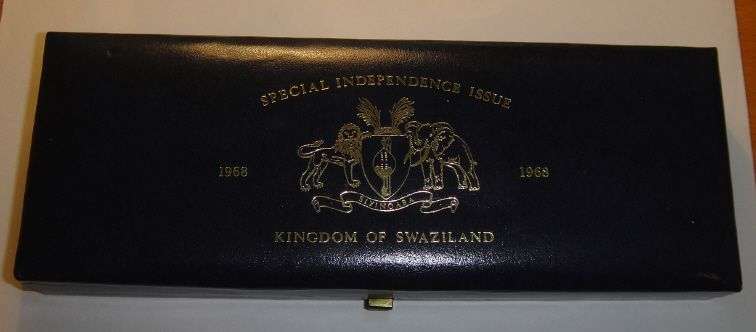 SPECIAL INDEPENDENCE ISSUE
1968 1968
SIYINQABA
KINGDOM OF SWAZILAND